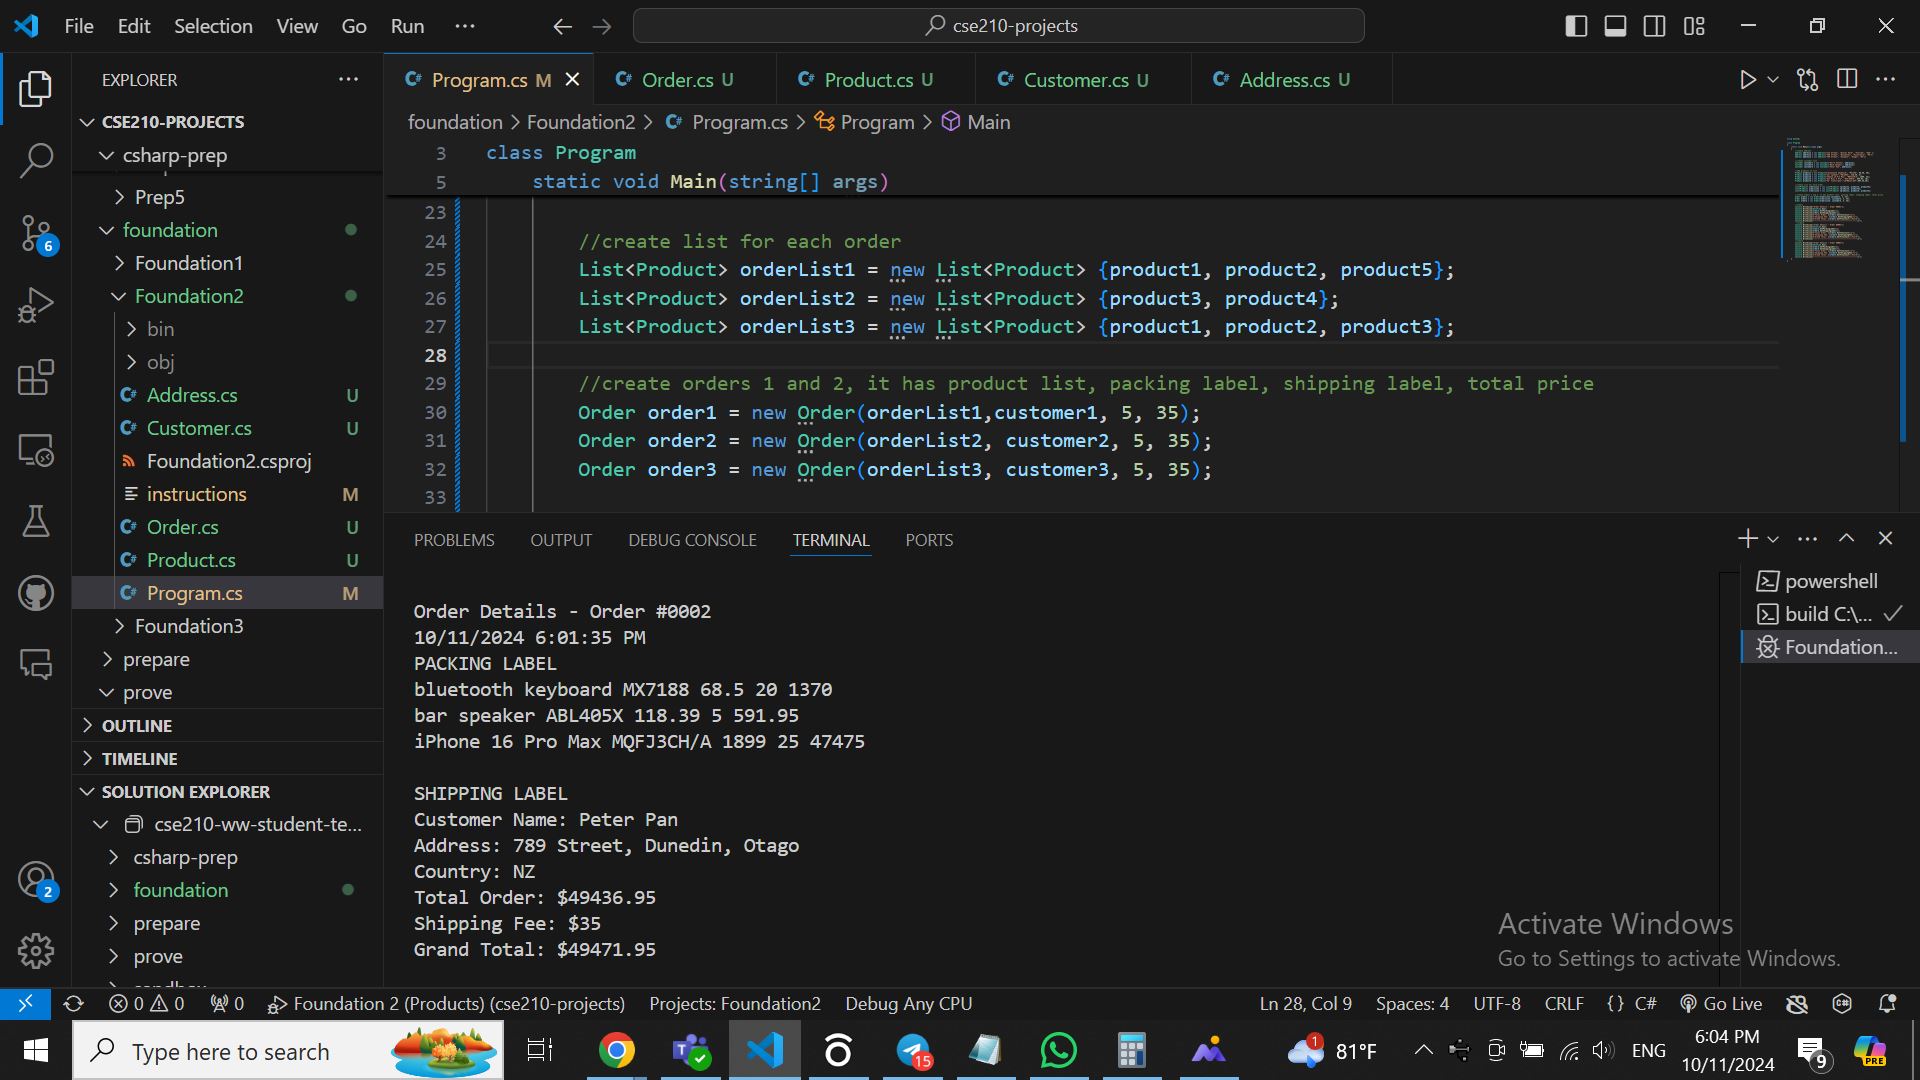 File Edit Selection View Go Run ··· cse210-projects
EXPLORER ···
CSE210-PROJECTS
csharp-prep
Prep5
foundation
Foundation1
Foundation2
bin
obj
Address.cs U
Customer.cs U
Foundation2.csproj
instructions M
Order.cs U
Product.cs U
Program.cs M
Foundation3
prepare
prove
OUTLINE
TIMELINE
SOLUTION EXPLORER
cse210-ww-student-te...
csharp-prep
foundation
prepare
prove
6
2
Program.cs M Order.cs U Product.cs U Customer.cs U Address.cs U
foundation > Foundation2 > Program.cs > Program > Main
3 class Program
5 static void Main(string[] args)
23
24 //create list for each order
25 List<Product> orderList1 = new List<Product> {product1, product2, product5};
26 List<Product> orderList2 = new List<Product> {product3, product4};
27 List<Product> orderList3 = new List<Product> {product1, product2, product3};
28
29 //create orders 1 and 2, it has product list, packing label, shipping label, total price
30 Order order1 = new Order(orderList1,customer1, 5, 35);
31 Order order2 = new Order(orderList2, customer2, 5, 35);
32 Order order3 = new Order(orderList3, customer3, 5, 35);
33
PROBLEMS OUTPUT DEBUG CONSOLE TERMINAL PORTS
Order Details - Order #0002
10/11/2024 6:01:35 PM
PACKING LABEL
bluetooth keyboard MX7188 68.5 20 1370
bar speaker ABL405X 118.39 5 591.95
iPhone 16 Pro Max MQFJ3CH/A 1899 25 47475
SHIPPING LABEL
Customer Name: Peter Pan
Address: 789 Street, Dunedin, Otago
Country: NZ
Total Order: $49436.95
Shipping Fee: $35
Grand Total: $49471.95
powershell
build C:\...
Foundation...
Activate Windows
Go to Settings to activate Windows.
0 0 0 Foundation 2 (Products) (cse210-projects) Projects: Foundation2 Debug Any CPU Ln 28, Col 9 Spaces: 4 UTF-8 CRLF {} C# Go Live
Type here to search
15
1
81°F ENG 6:04 PM
10/11/2024
9
PRE